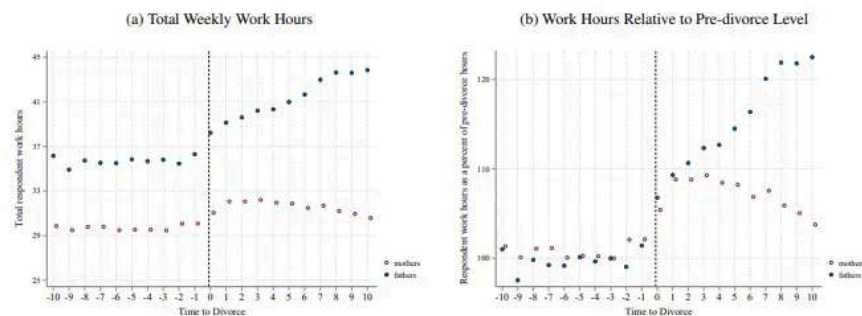 (a) Total Weekly Work Hours
Total respondent work hours
45
41
37
33
29
25
-10 -9 -8 -7 -6 -5 -4 -3 -2 -1 0 1 2 3 4 5 6 7 8 9 10
Time to Divorce
mothers
fathers
(b) Work Hours Relative to Pre-divorce Level
Respondent work hours as a percent of pre-divorce hours
120
110
100
-10 -9 -8 -7 -6 -5 -4 -3 -2 -1 0 1 2 3 4 5 6 7 8 9 10
Time to Divorce
mother
fathers